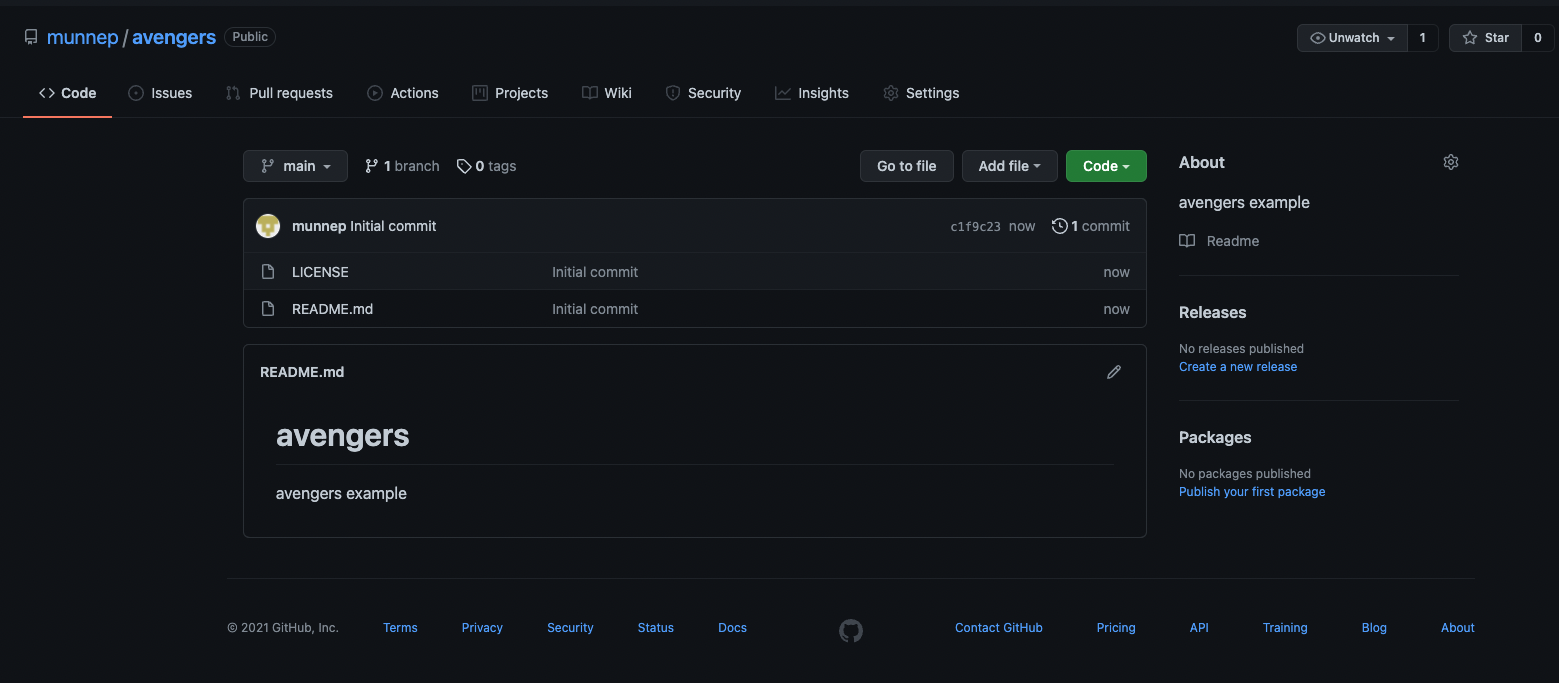 munnep / avengers Public Unwatch 1 Star 0
Code Issues Pull requests Actions Projects Wiki Security Insights Settings
main 1 branch 0 tags Go to file Add file Code
munnep Initial commit c1f9c23 now 1 commit
LICENSE Initial commit now
README.md Initial commit now
README.md
avengers
avengers example
About
avengers example
Readme
Releases
No releases published
Create a new release
Packages
No packages published
Publish your first package
© 2021 GitHub, Inc. Terms Privacy Security Status Docs Contact GitHub Pricing API Training Blog About